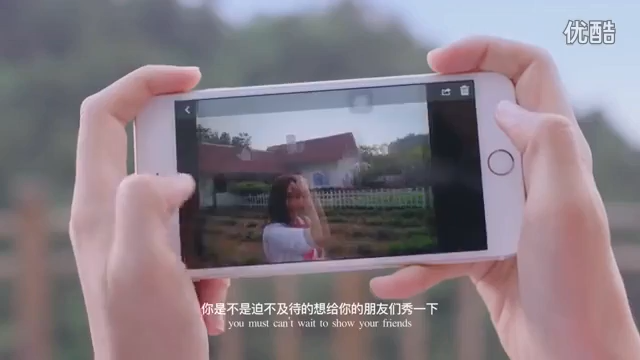 优酷
你是不是迫不及待的想给你的朋友们秀一下
you must can't wait to show your friends